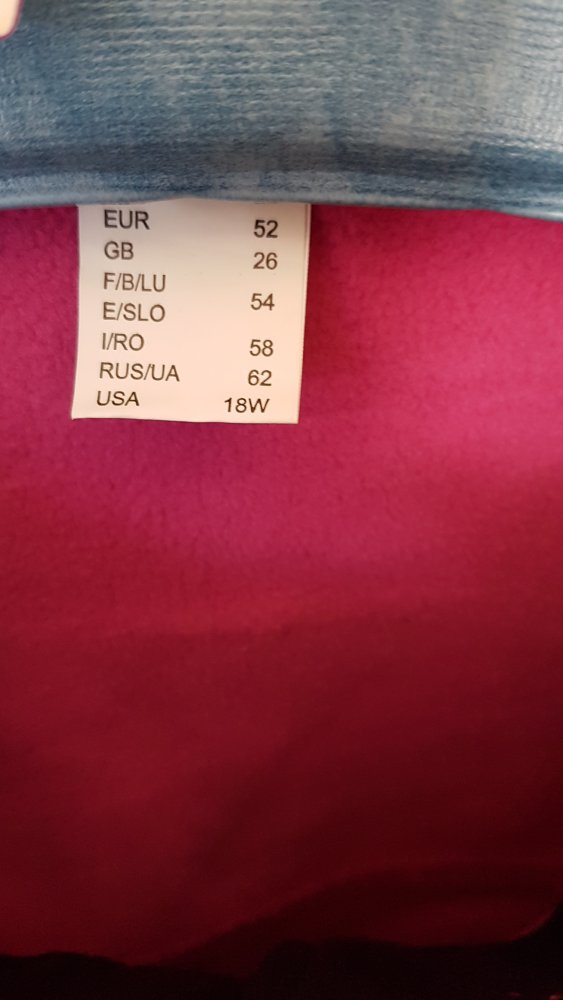 EUR 52
GB 26
F/B/LU
E/SLO 54
I/RO 58
RUS/UA 62
USA 18W